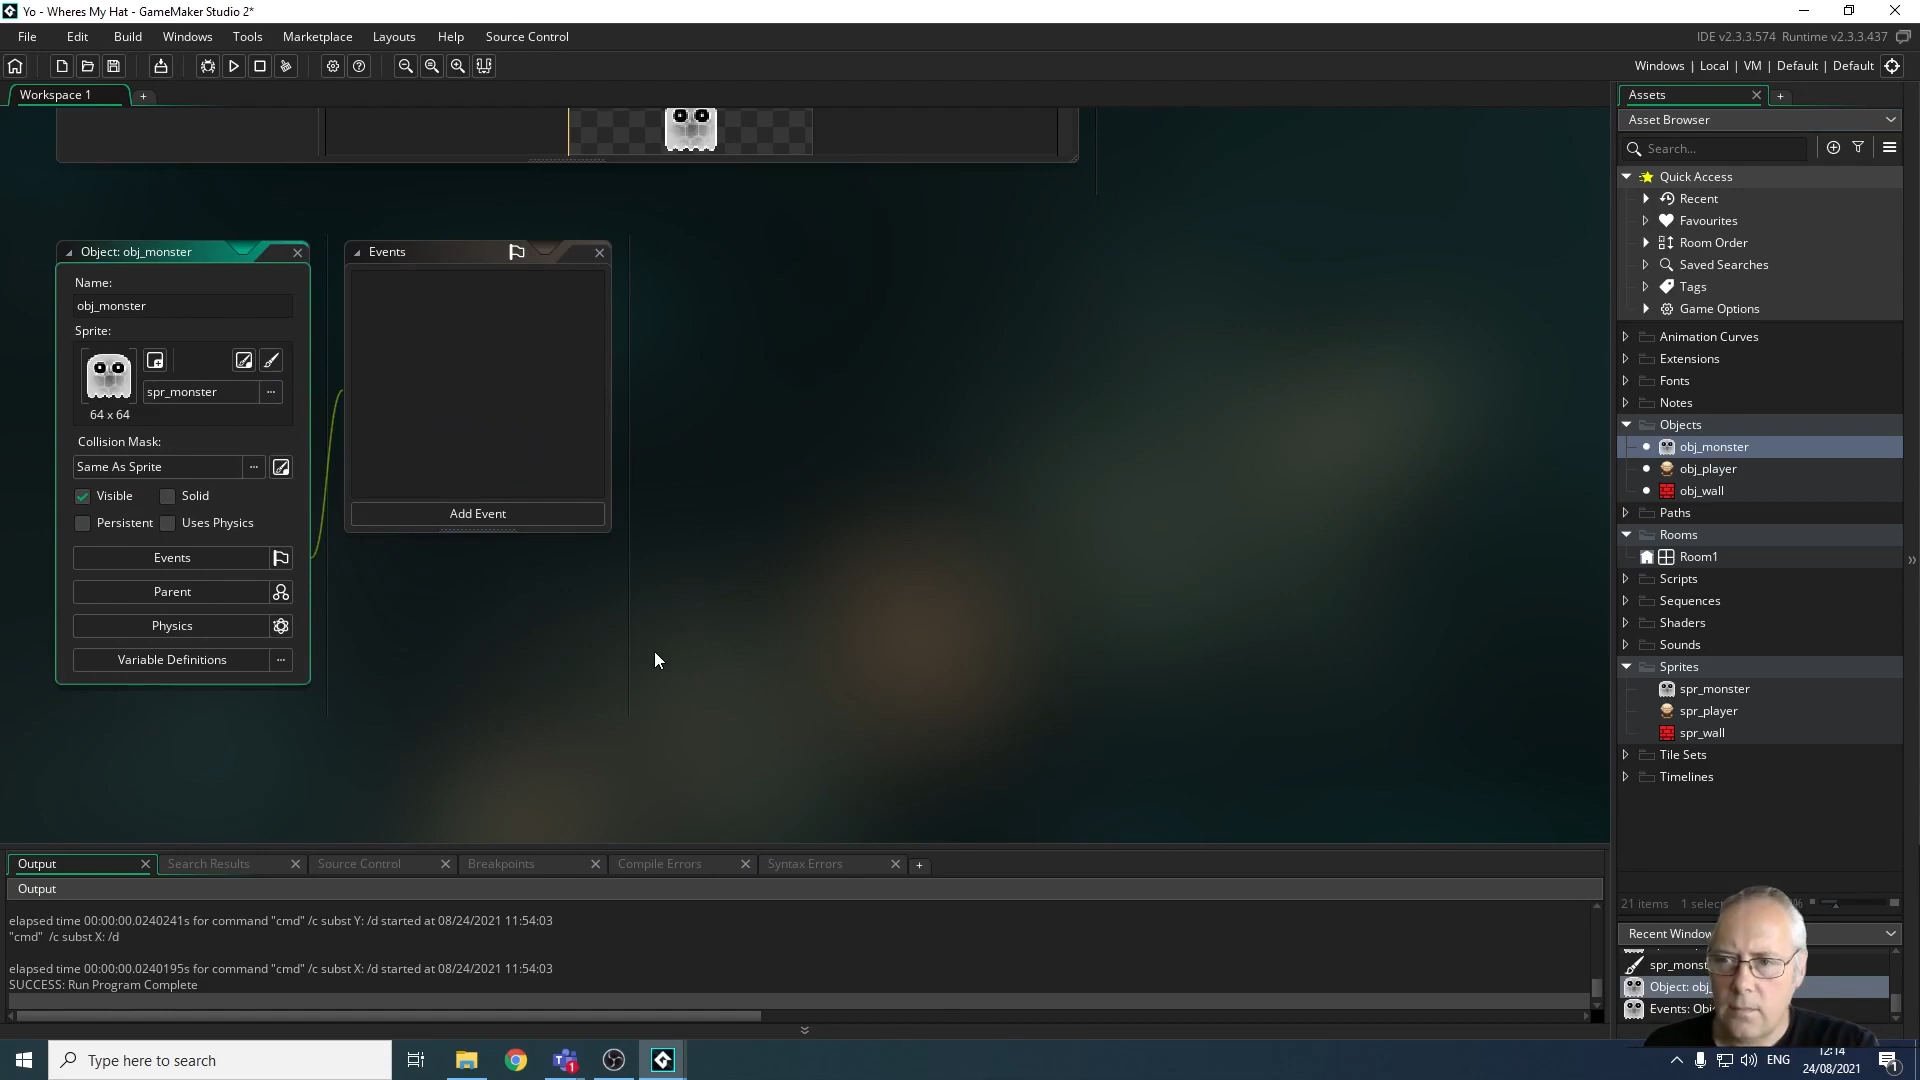 Yo - Wheres My Hat - GameMaker Studio 2*
File Edit Build Windows Tools Marketplace Layouts Help Source Control
IDE v2.3.3.574 Runtime v2.3.3.437
Windows | Local | VM | Default | Default
Workspace 1
Assets
Asset Browser
Search...
Quick Access
Recent
Favourites
Room Order
Saved Searches
Tags
Game Options
Animation Curves
Extensions
Fonts
Notes
Objects
obj_monster
obj_player
obj_wall
Paths
Rooms
Room1
Scripts
Sequences
Shaders
Sounds
Sprites
spr_monster
spr_player
spr_wall
Tile Sets
Timelines
21 items 1 selec
Recent Window
spr_monst
Object: obj_
Events: Obj
Object: obj_monster
Name:
obj_monster
Sprite:
spr_monster
64 x 64
Collision Mask:
Same As Sprite
Visible Solid
Persistent Uses Physics
Events
Parent
Physics
Variable Definitions
Events
Add Event
Output Search Results Source Control Breakpoints Compile Errors Syntax Errors
Output
elapsed time 00:00:00.0240241s for command "cmd" /c subst Y: /d started at 08/24/2021 11:54:03
"cmd" /c subst X: /d
elapsed time 00:00:00.0240195s for command "cmd" /c subst X: /d started at 08/24/2021 11:54:03
SUCCESS: Run Program Complete
Type here to search
ENG
12:14
24/08/2021